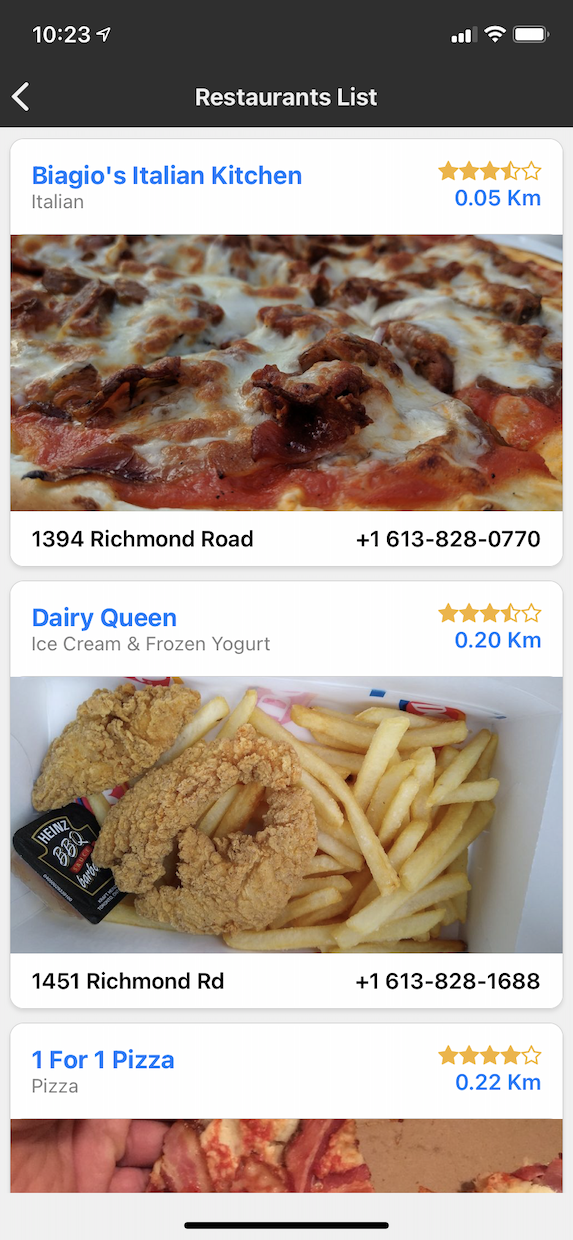 10:23
Restaurants List
Biagio's Italian Kitchen
Italian
0.05 Km
1394 Richmond Road
+1 613-828-0770
Dairy Queen
Ice Cream & Frozen Yogurt
0.20 Km
HEINZ
BBQ
1451 Richmond Rd
+1 613-828-1688
1 For 1 Pizza
Pizza
0.22 Km